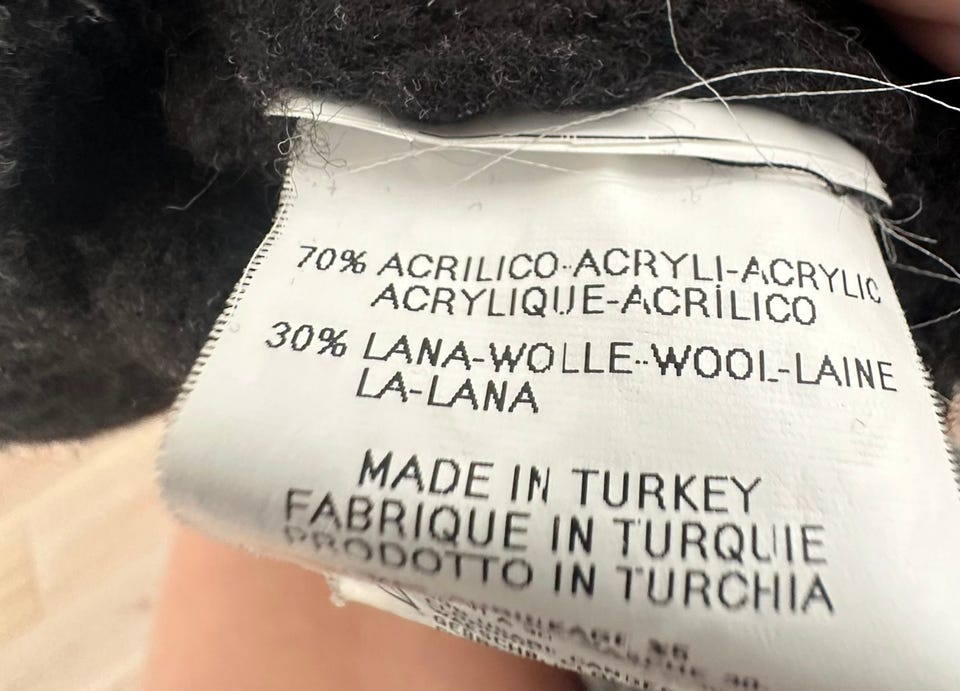 70% ACRILICO-ACRYLI-ACRYLIC
ACRYLIQUE-ACRÍLICO
30% LANA-WOLLE-WOOL-LAINE
LA-LANA
MADE IN TURKEY
FABRIQUE IN TURQUIE
PRODOTTO IN TURCHIA